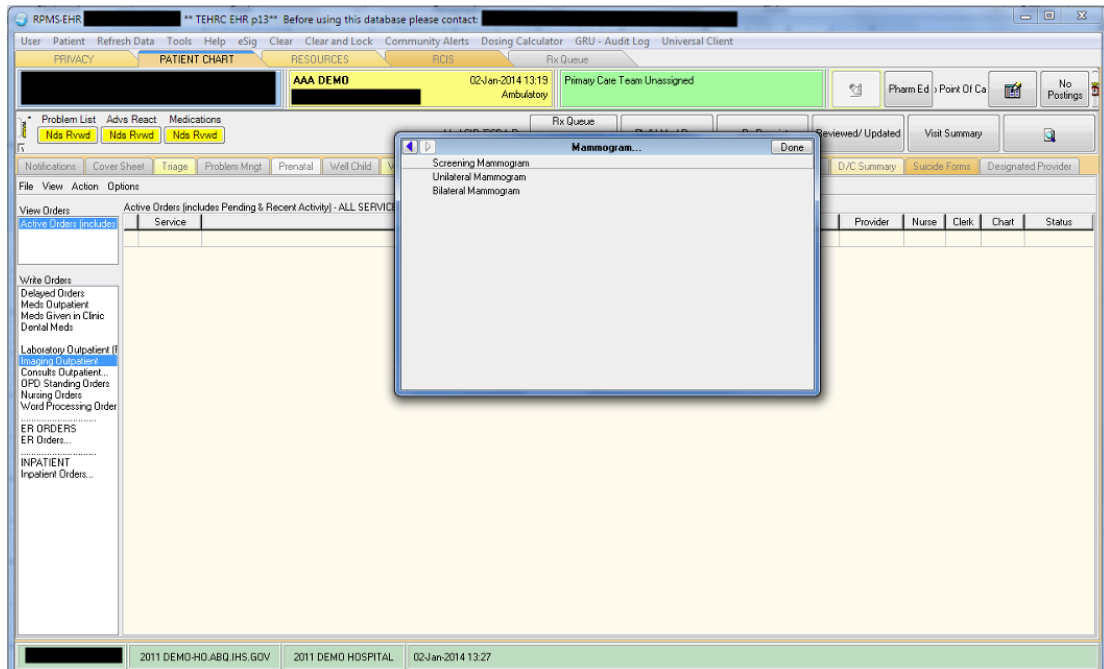 RPMS-EHR ** TEHRC EHR p13** Before using this database please contact:
User Patient Refresh Data Tools Help eSig Clear Clear and Lock Community Alerts Dosing Calculator GRU - Audit Log Universal Client
PRIVACY PATIENT CHART RESOURCES RCIS Rx Queue
AAA DEMO 02-Jan-2014 13:19
Ambulatory
Primary Care Team Unassigned
Pharm Ed Point Of Ca
No
Postings
Problem List Advs React Medications
Nds Rvwd Nds Rvwd Nds Rvwd
Rx Queue
Reviewed/ Updated Visit Summary
Notifications Cover Sheet Triage Problem Mngt Prenatal Well Child D/C Summary Suicide Forms Designated Provider
File View Action Options
View Orders
Active Orders (includes
Active Orders (includes Pending & Recent Activity) - ALL SERVICE
Service Provider Nurse Clerk Chart Status
Mammogram... Done
Screening Mammogram
Unilateral Mammogram
Bilateral Mammogram
Write Orders
Delayed Orders
Meds Outpatient
Meds Given in Clinic
Dental Meds
Laboratory Outpatient
Imaging Outpatient
Consults Outpatient...
OPD Standing Orders
Nursing Orders
Word Processing Order
ER ORDERS
ER Orders...
INPATIENT
Inpatient Orders...
2011 DEMO-HO.ABQ.IHS.GOV 2011 DEMO HOSPITAL 02-Jan-2014 13:27